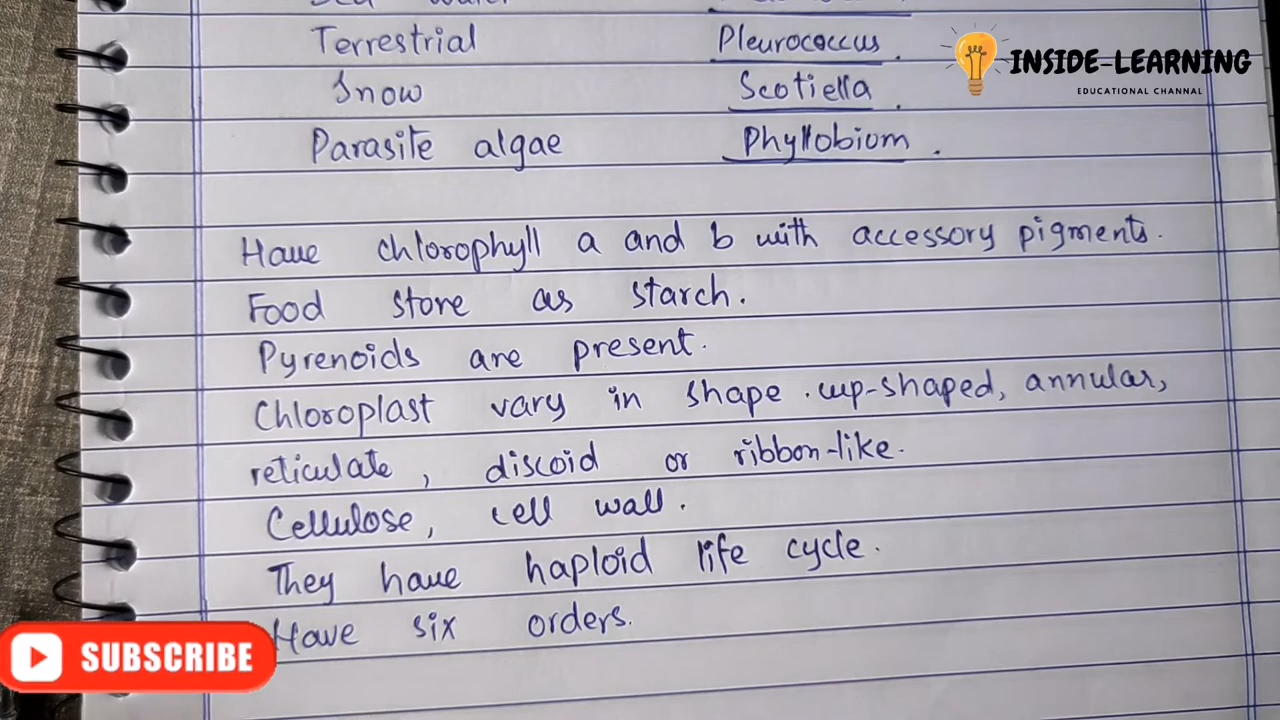 Terrestrial Pleurococcus.
Snow Scotiella.
Parasite algae Phyllobium.
INSIDE-LEARNING
EDUCATIONAL CHANNEL
Have chlorophyll a and b with accessory pigments.
Food store as starch.
Pyrenoids are present.
Chloroplast vary in shape. cup-shaped, annular,
reticulate, discoid or ribbon-like.
Cellulose, cell wall.
They have haploid life cycle.
Have six orders.
SUBSCRIBE